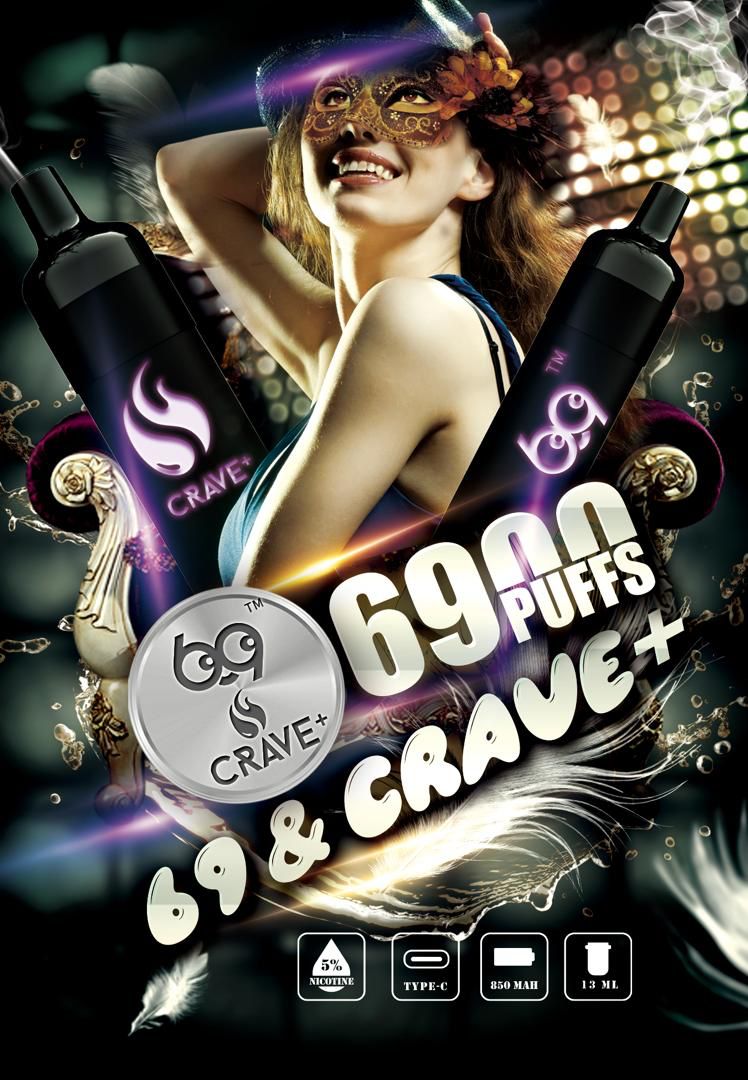 CRAVE+
69
TM
6900
PUFFS
69
TM
CRAVE+
69 & CRAVE+
5%
NICOTINE
TYPE-C
850 MAH
13 ML